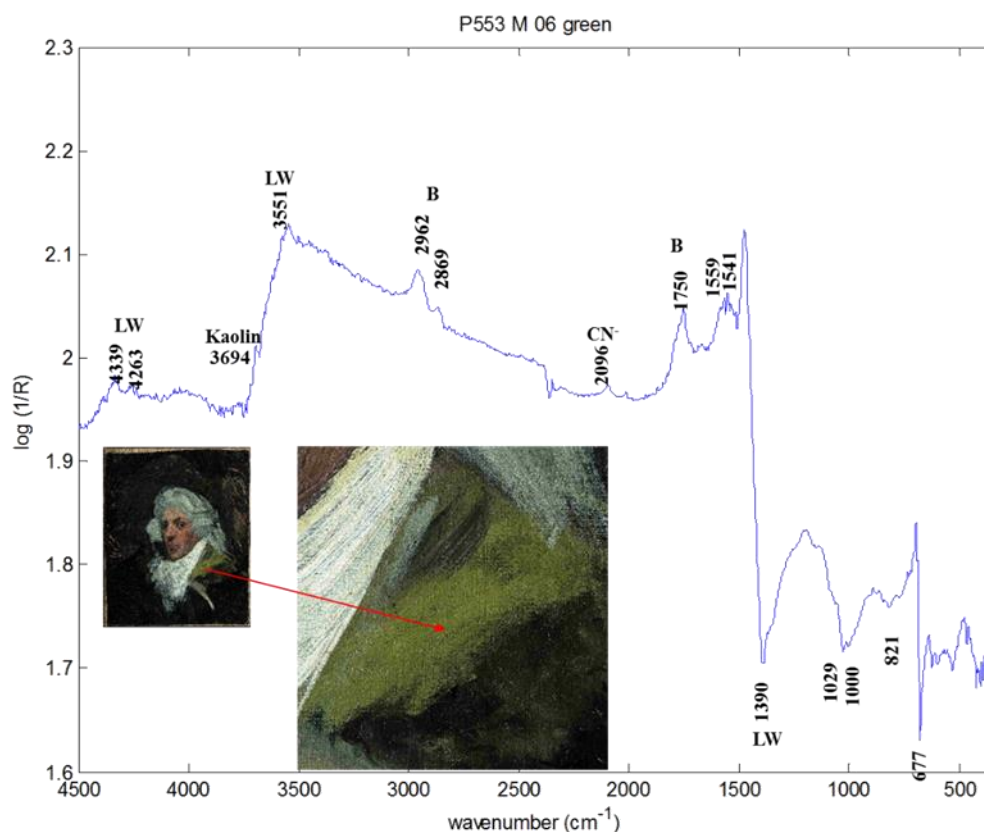 P553 M 06 green
2.3
2.2
2.1
2
1.9
1.8
1.7
1.6
log (1/R)
4500 4000 3500 3000 2500 2000 1500 1000 500
wavenumber (cm-1)
LW
4339
4263
Kaolin
3694
LW
3551
B
2962
2869
CN-
2096
B
1750
1559
1541
1390
LW
1029
1000
821
677